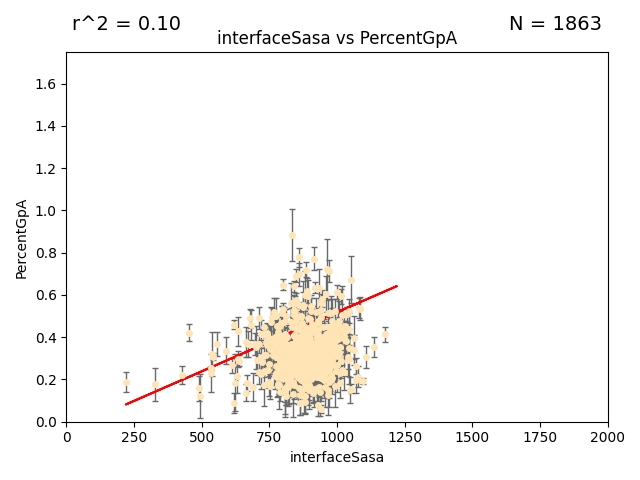 r^2 = 0.10
N = 1863
interfaceSasa vs PercentGpA
PercentGpA
1.6
1.4
1.2
1.0
0.8
0.6
0.4
0.2
0.0
0 250 500 750 1000 1250 1500 1750 2000
interfaceSasa